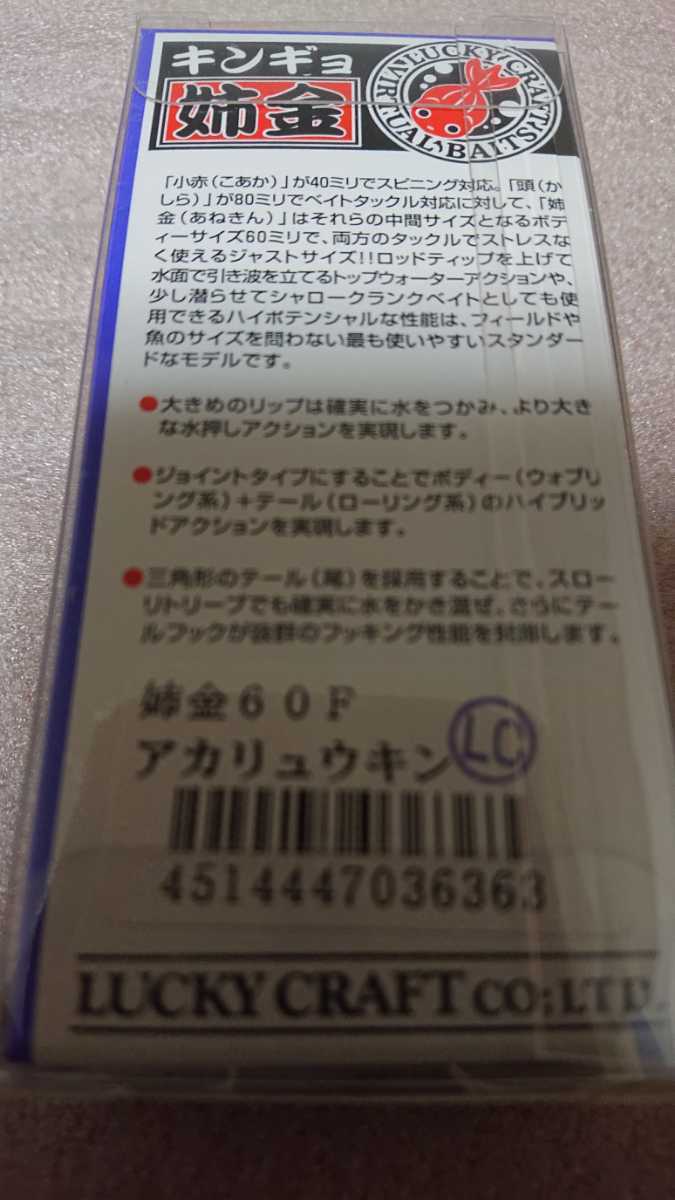 キンギョ
姉金
LUCKY CRAFT
VIRTUAL BAITS
「小赤(こあか)」が40ミリでスピニング対応。「頭(か
しら)」が80ミリでベイトタックル対応に対して、「姉
金(あねきん)」はそれらの中間サイズとなるボデ
ィーサイズ60ミリで、両方のタックルでストレスな
く使えるジャストサイズ!!ロッドティップを上げて
水面で引き波を立てるトップウォーターアクションや、
少し潜らせてシャロークランクベイトとしても使
用できるハイポテンシャルな性能は、フィールドや
魚のサイズを問わない最も使いやすいスタンダー
ドなモデルです。
●大きめのリップは確実に水をつかみ、より大き
な水押しアクションを実現します。
●ジョイントタイプにすることでボディー(ウォブリ
ング系)+テール(ローリング系)のハイブリッ
ドアクションを実現します。
●三角形のテール(尾)を採用することで、スロー
リトリーブでも確実に水をかき混ぜ、さらにテー
ルフックが抜群のフッキング性能を発揮します。
姉金60F
アカリュウキン
LC
4514447036363
LUCKY CRAFT CO;LTD.